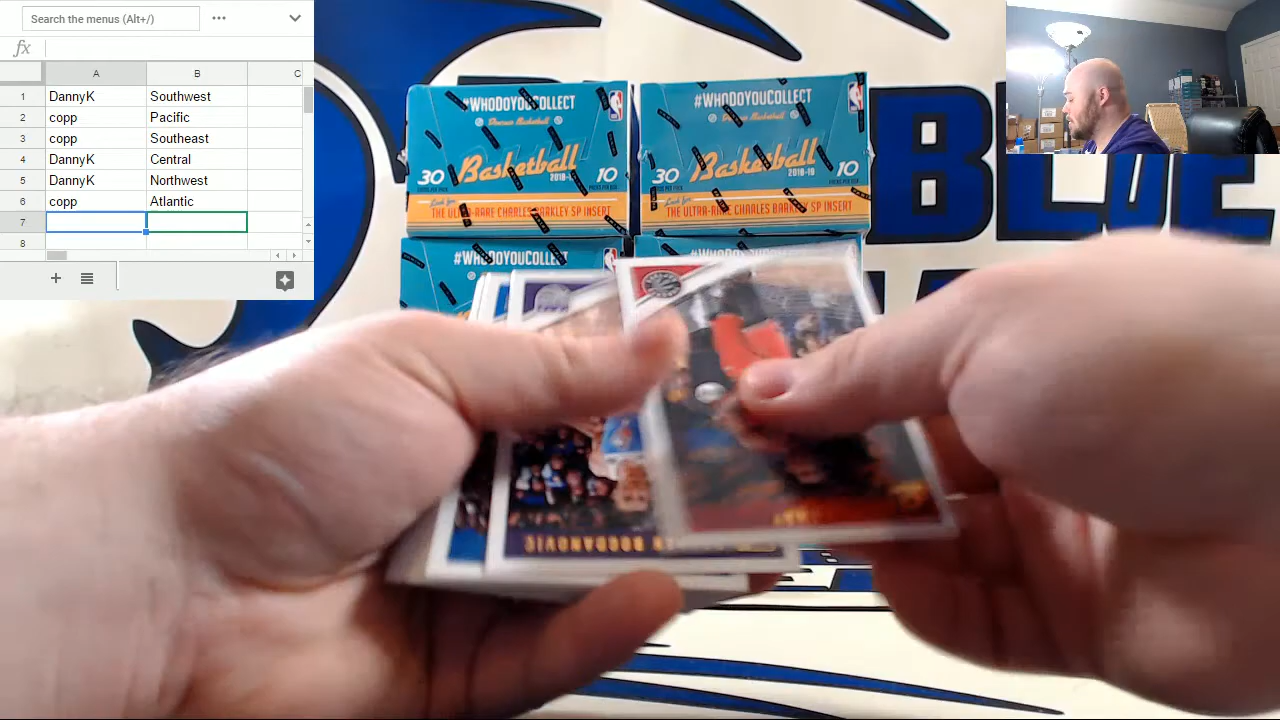 Search the menus (Alt+/)
fx
A B C
1 DannyK Southwest
2 copp Pacific
3 copp Southeast
4 DannyK Central
5 DannyK Northwest
6 copp Atlantic
7
8
#WHODOYOUCOLLECT
Basketball
2018-19
30
10
THE ULTRA-RARE CHARLES BARKLEY SP INSERT
#WHODOYOUCOLLECT
Basketball
2018-19
30
10
THE ULTRA-RARE CHARLES BARKLEY SP INSERT
#WHODOYOUCOLLECT
#WHODOYOUCOLLECT
BOGDANOVIC
BLUE